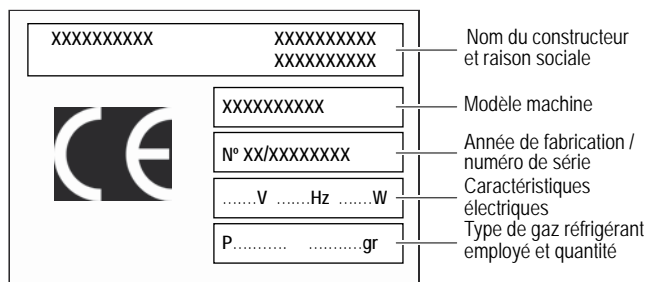 XXXXXXXXXX XXXXXXXXXX
XXXXXXXXXX
Nom du constructeur
et raison sociale
CE
XXXXXXXXXX
Modèle machine
Nº XX/XXXXXXXX
Année de fabrication /
numéro de série
.......V .......Hz .......W
Caractéristiques
électriques
P........... ...........gr
Type de gaz réfrigérant
employé et quantité